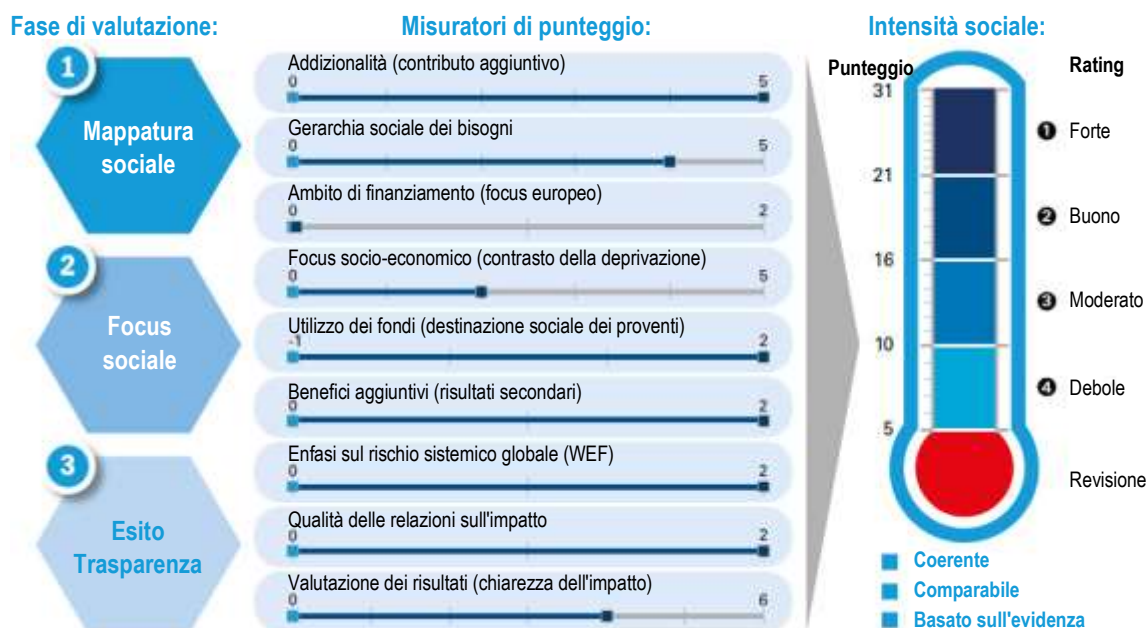 Fase di valutazione:
1
Mappatura
sociale
2
Focus
sociale
3
Esito
Trasparenza
Misuratori di punteggio:
Addizionalità (contributo aggiuntivo)
0 5
Gerarchia sociale dei bisogni
0 5
Ambito di finanziamento (focus europeo)
0 2
Focus socio-economico (contrasto della deprivazione)
0 5
Utilizzo dei fondi (destinazione sociale dei proventi)
-1 2
Benefici aggiuntivi (risultati secondari)
0 2
Enfasi sul rischio sistemico globale (WEF)
0 2
Qualità delle relazioni sull'impatto
0 2
Valutazione dei risultati (chiarezza dell'impatto)
0 6
Intensità sociale:
Punteggio Rating
31
1 Forte
21
2 Buono
16
3 Moderato
10
4 Debole
5
Revisione
Coerente
Comparabile
Basato sull'evidenza